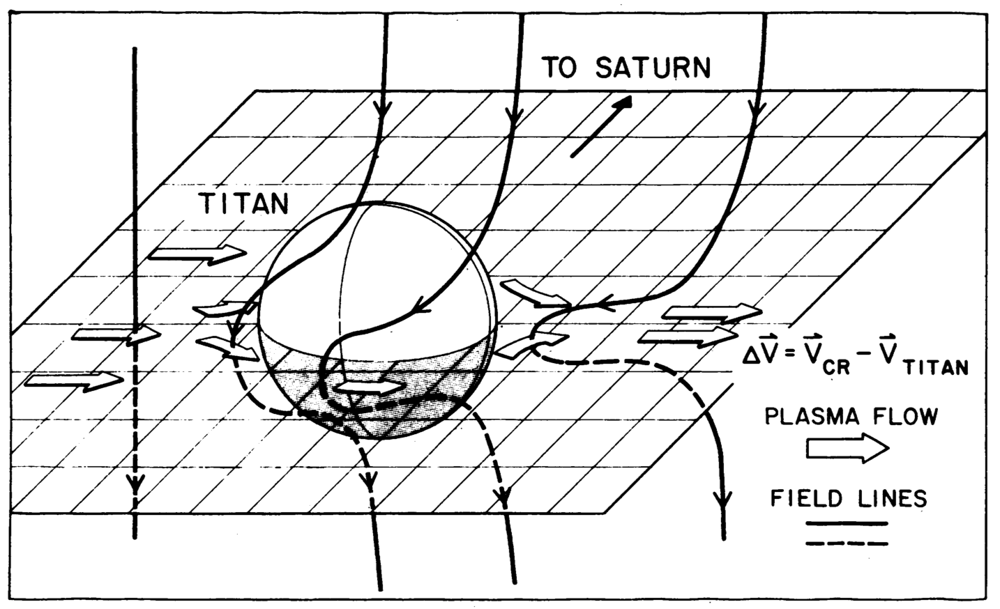 TO SATURN
TITAN
ΔV⃗ = V⃗CR − V⃗TITAN
PLASMA FLOW
FIELD LINES